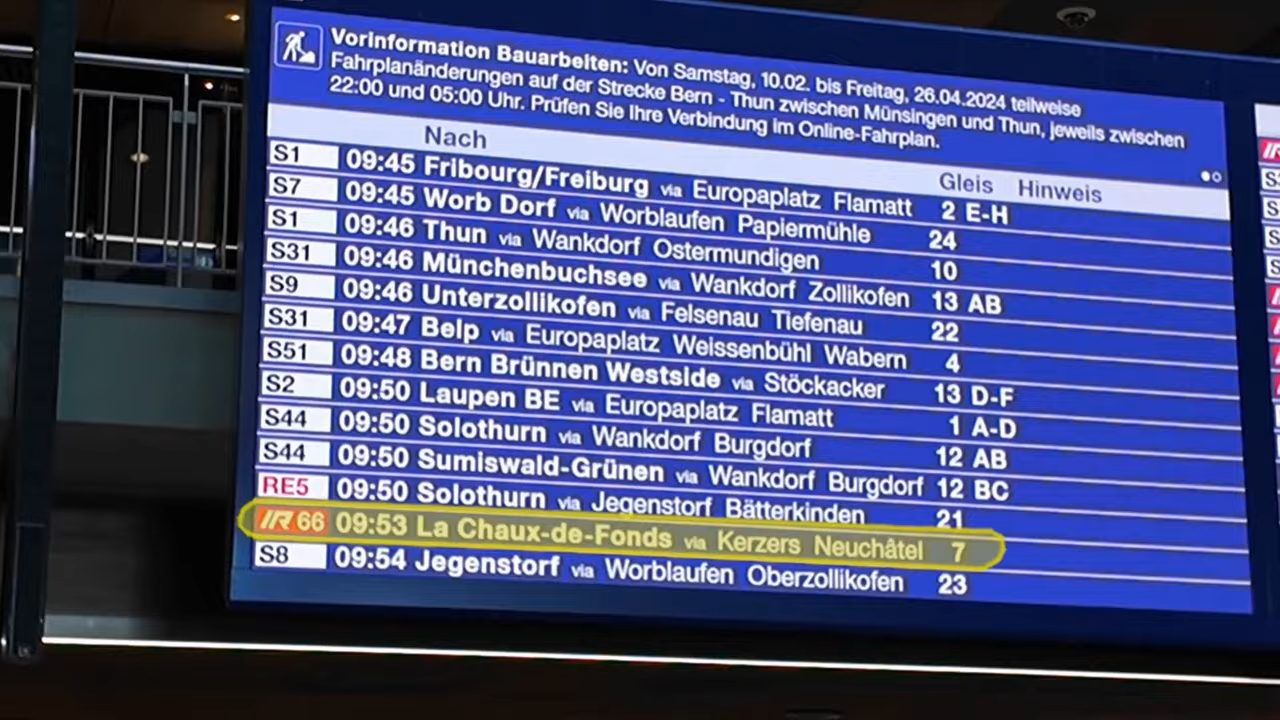 Vorinformation Bauarbeiten: Von Samstag, 10.02. bis Freitag, 26.04.2024 teilweise
Fahrplanänderungen auf der Strecke Bern - Thun zwischen Münsingen und Thun, jeweils zwischen
22:00 und 05:00 Uhr. Prüfen Sie Ihre Verbindung im Online-Fahrplan.
Nach Gleis Hinweis
S1 09:45 Fribourg/Freiburg via Europaplatz Flamatt 2 E-H
S7 09:45 Worb Dorf via Worblaufen Papiermühle 24
S1 09:46 Thun via Wankdorf Ostermundigen 10
S31 09:46 Münchenbuchsee via Wankdorf Zollikofen 13 AB
S9 09:46 Unterzollikofen via Felsenau Tiefenau 22
S31 09:47 Belp via Europaplatz Weissenbühl Wabern 4
S51 09:48 Bern Brünnen Westside via Stöckacker 13 D-F
S2 09:50 Laupen BE via Europaplatz Flamatt 1 A-D
S44 09:50 Solothurn via Wankdorf Burgdorf 12 AB
S44 09:50 Sumiswald-Grünen via Wankdorf Burgdorf 12 BC
RE5 09:50 Solothurn via Jegenstorf Bätterkinden 21
IR 66 09:53 La Chaux-de-Fonds via Kerzers Neuchâtel 7
S8 09:54 Jegenstorf via Worblaufen Oberzollikofen 23